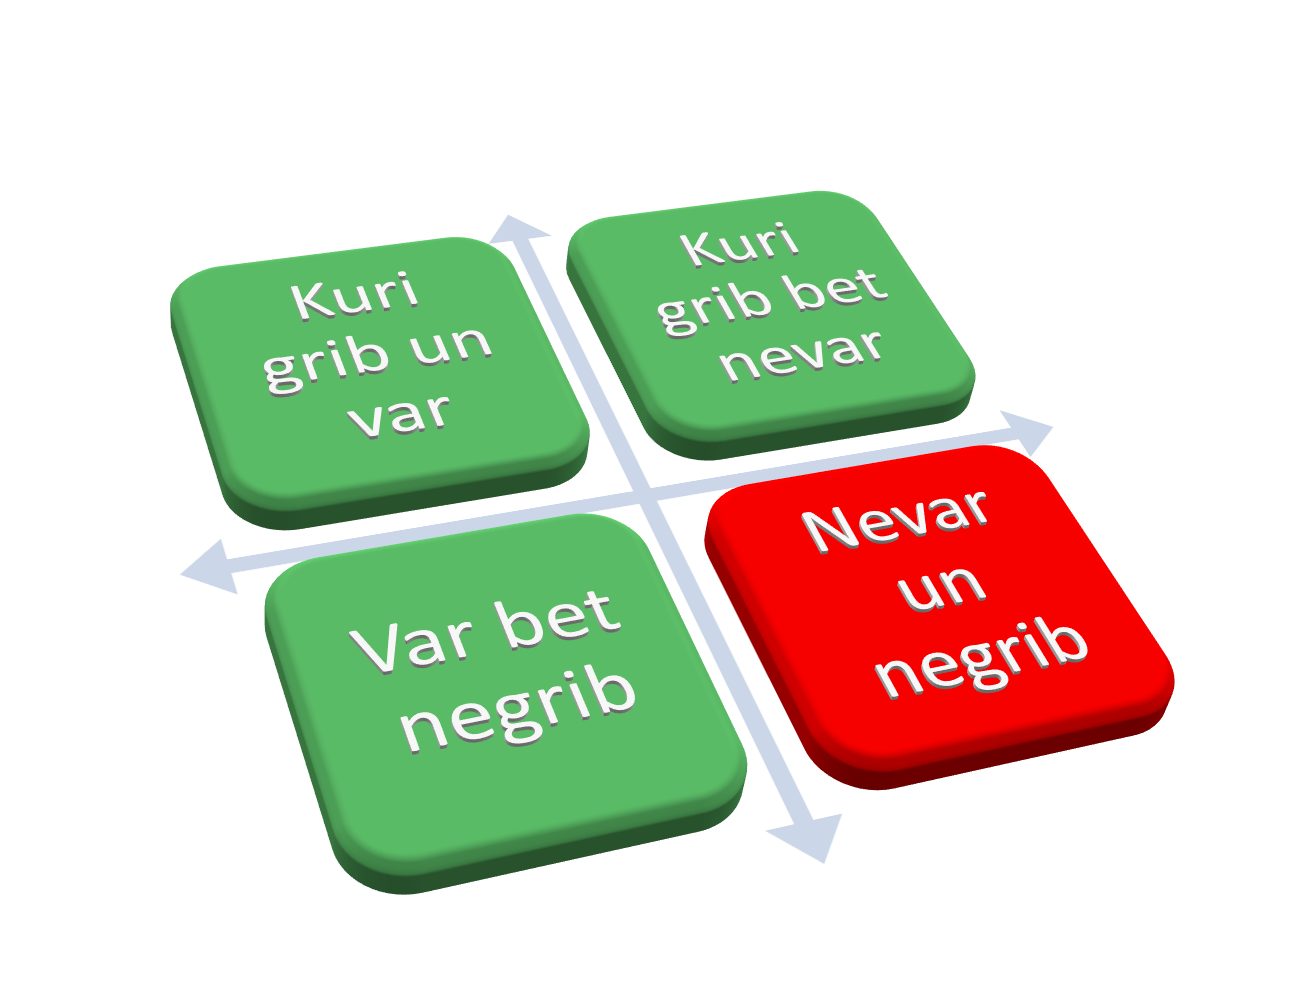 Kuri
grib un
var
Kuri
grib bet
nevar
Var bet
negrib
Nevar
un
negrib